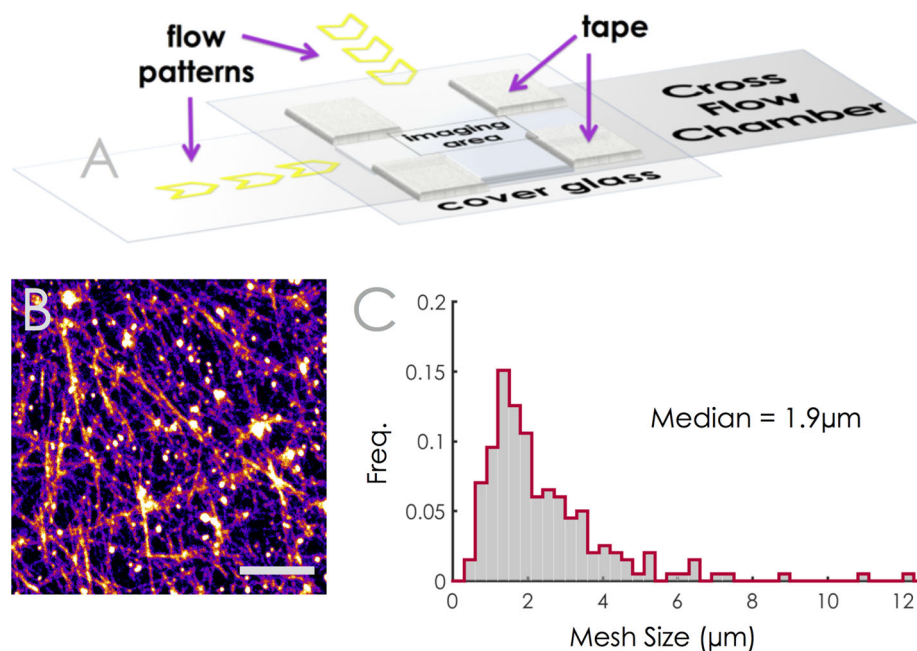 flow
patterns
tape
Cross
Flow
Chamber
imaging
area
cover glass
A
B
C
0.2
0.15
0.1
0.05
0
Freq.
Median = 1.9μm
0 2 4 6 8 10 12
Mesh Size (μm)